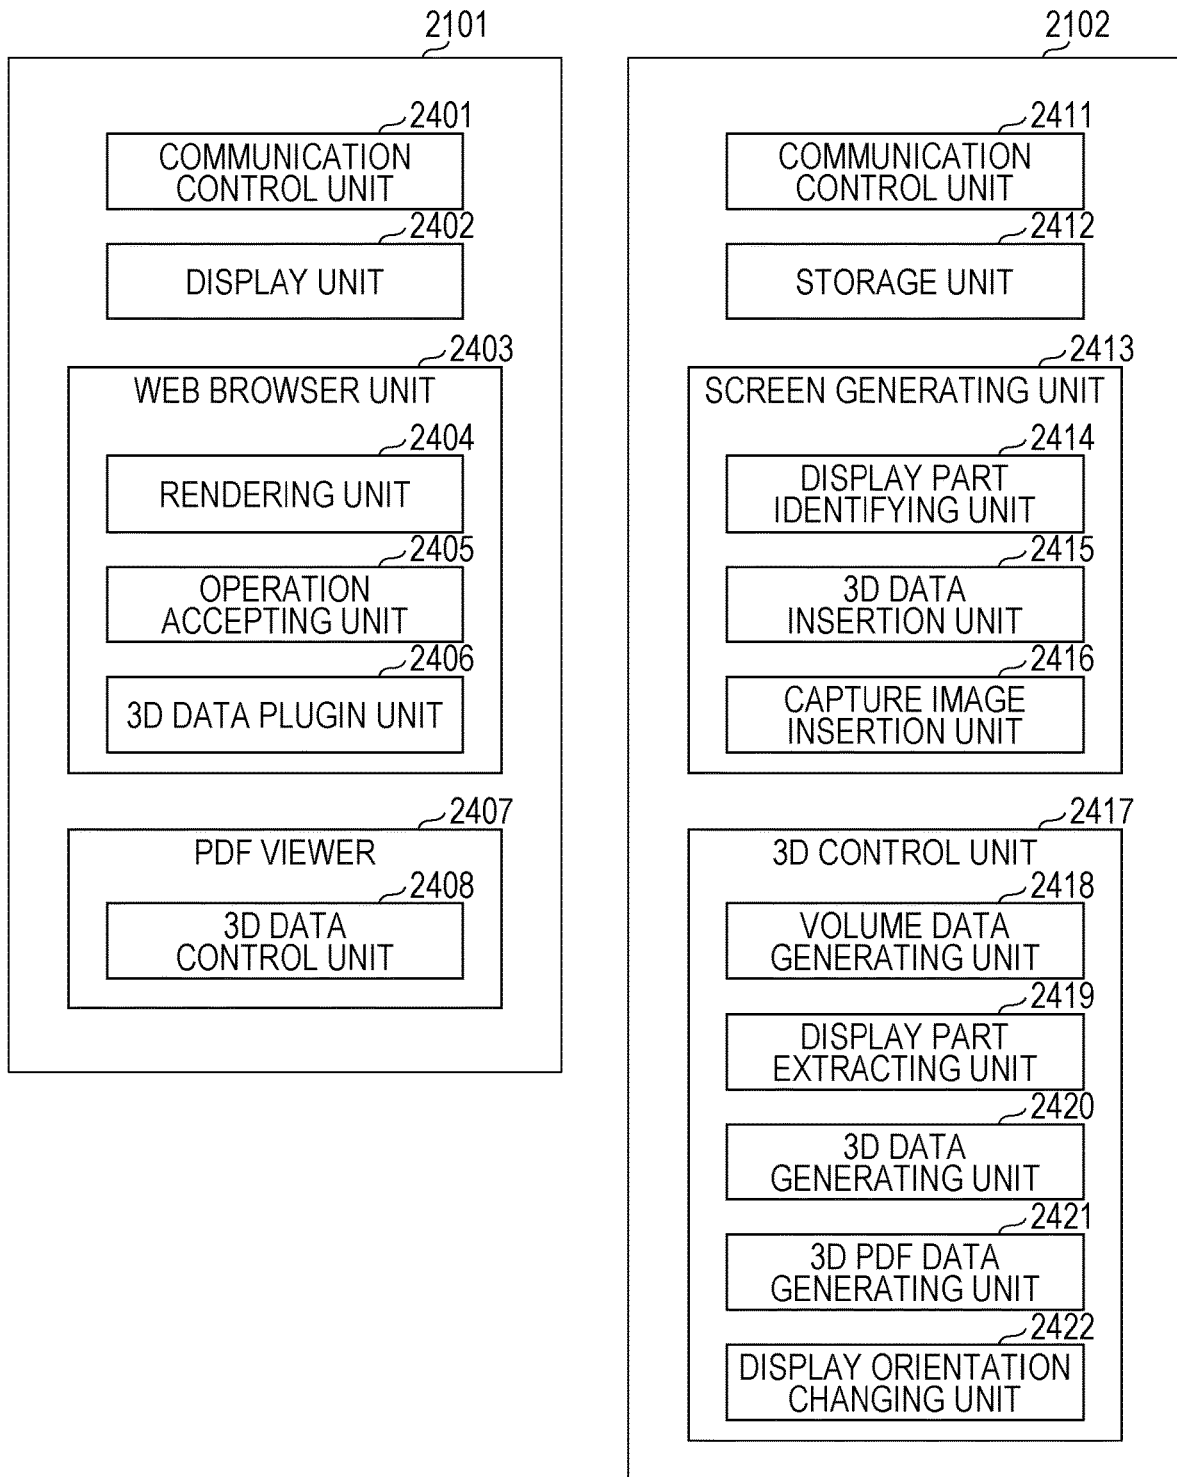 2101
2401
COMMUNICATION
CONTROL UNIT
2402
DISPLAY UNIT
2403
WEB BROWSER UNIT
2404
RENDERING UNIT
2405
OPERATION
ACCEPTING UNIT
2406
3D DATA PLUGIN UNIT
2407
PDF VIEWER
2408
3D DATA
CONTROL UNIT
2102
2411
COMMUNICATION
CONTROL UNIT
2412
STORAGE UNIT
2413
SCREEN GENERATING UNIT
2414
DISPLAY PART
IDENTIFYING UNIT
2415
3D DATA
INSERTION UNIT
2416
CAPTURE IMAGE
INSERTION UNIT
2417
3D CONTROL UNIT
2418
VOLUME DATA
GENERATING UNIT
2419
DISPLAY PART
EXTRACTING UNIT
2420
3D DATA
GENERATING UNIT
2421
3D PDF DATA
GENERATING UNIT
2422
DISPLAY ORIENTATION
CHANGING UNIT